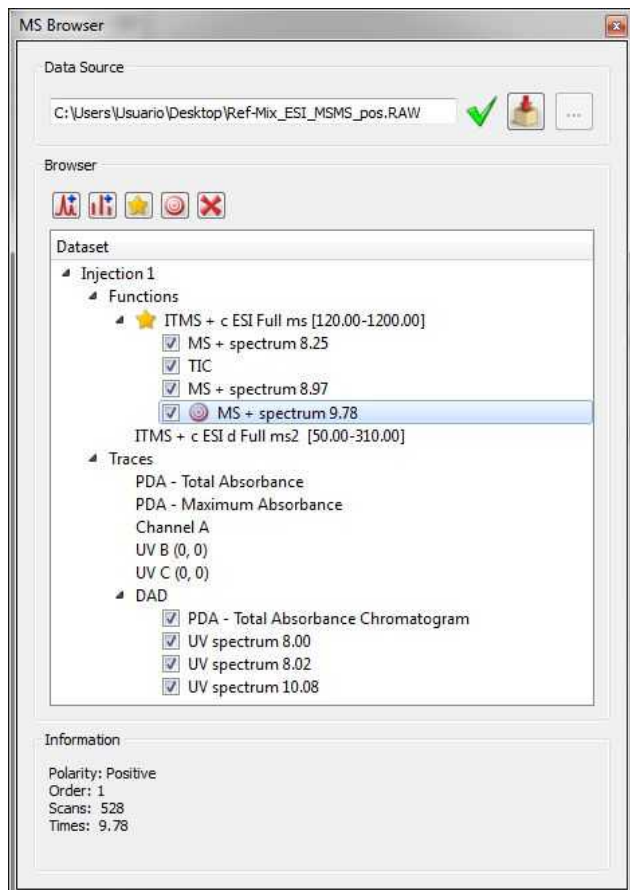 MS Browser
Data Source
C:\Users\Usuario\Desktop\Ref-Mix_ESI_MSMS_pos.RAW
...
Browser
Dataset
Injection 1
Functions
ITMS + c ESI Full ms [120.00-1200.00]
MS + spectrum 8.25
TIC
MS + spectrum 8.97
MS + spectrum 9.78
ITMS + c ESI d Full ms2 [50.00-310.00]
Traces
PDA - Total Absorbance
PDA - Maximum Absorbance
Channel A
UV B (0, 0)
UV C (0, 0)
DAD
PDA - Total Absorbance Chromatogram
UV spectrum 8.00
UV spectrum 8.02
UV spectrum 10.08
Information
Polarity: Positive
Order: 1
Scans: 528
Times: 9.78